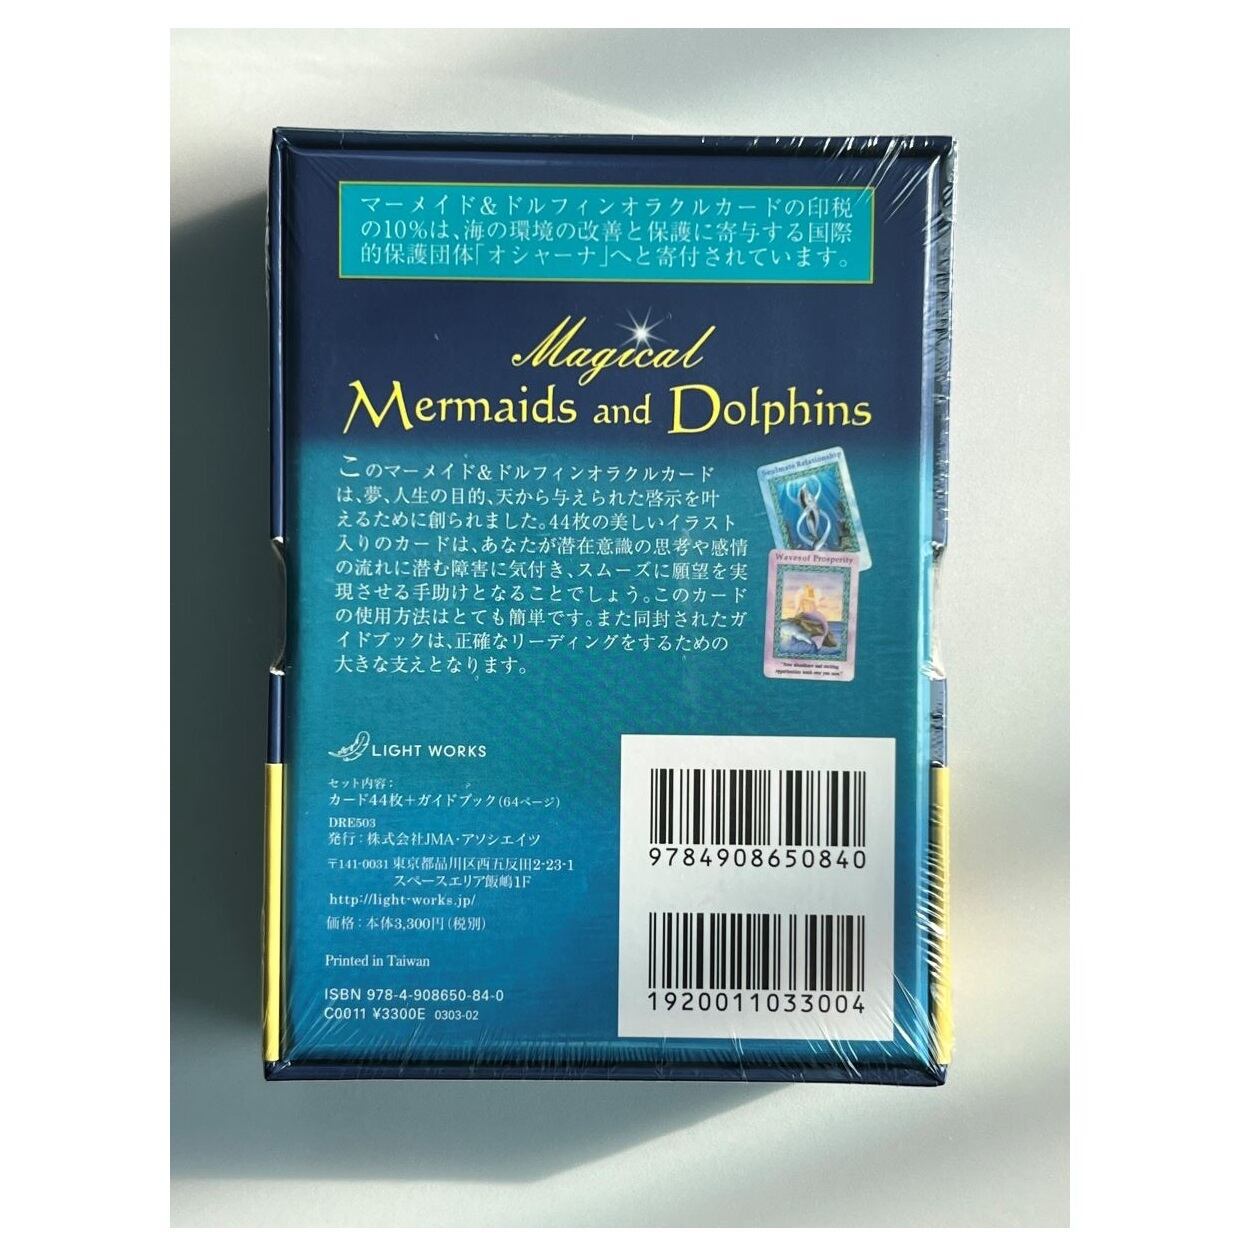 マーメイド&ドルフィンオラクルカードの印税
の10%は、海の環境の改善と保護に寄与する国際
的保護団体「オシャーナ」へと寄付されています。
Magical
Mermaids and Dolphins
このマーメイド&ドルフィンオラクルカード
は、夢、人生の目的、天から与えられた啓示を叶
えるために創られました。44枚の美しいイラスト
入りのカードは、あなたが潜在意識の思考や感情
の流れに潜む障害に気付き、スムーズに願望を実
現させる手助けとなることでしょう。このカード
の使用方法はとても簡単です。また同封されたガ
イドブックは、正確なリーディングをするための
大きな支えとなります。
Soulmate Relationship
Waves of Prosperity
"New abundance and exciting
opportunities wash over you now."
LIGHT WORKS
セット内容:
カード44枚+ガイドブック(64ページ)
DRE503
発行:株式会社JMA・アソシエイツ
〒141-0031 東京都品川区西五反田2-23-1
スペースエリア飯嶋1F
http://light-works.jp/
価格:本体3,300円(税別)
Printed in Taiwan
ISBN 978-4-908650-84-0
C0011 ¥3300E 0303-02
9784908650840
1920011033004